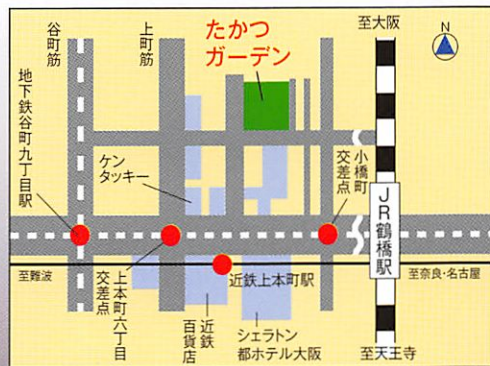 谷町筋
上町筋
たかつ
ガーデン
至大阪
N
地下鉄谷町九丁目駅
ケン
タッキー
小橋町
交差点
JR鶴橋駅
至難波
上本町六丁目
交差点
近鉄
百貨店
近鉄上本町駅
シェラトン
都ホテル大阪
至奈良・名古屋
至天王寺